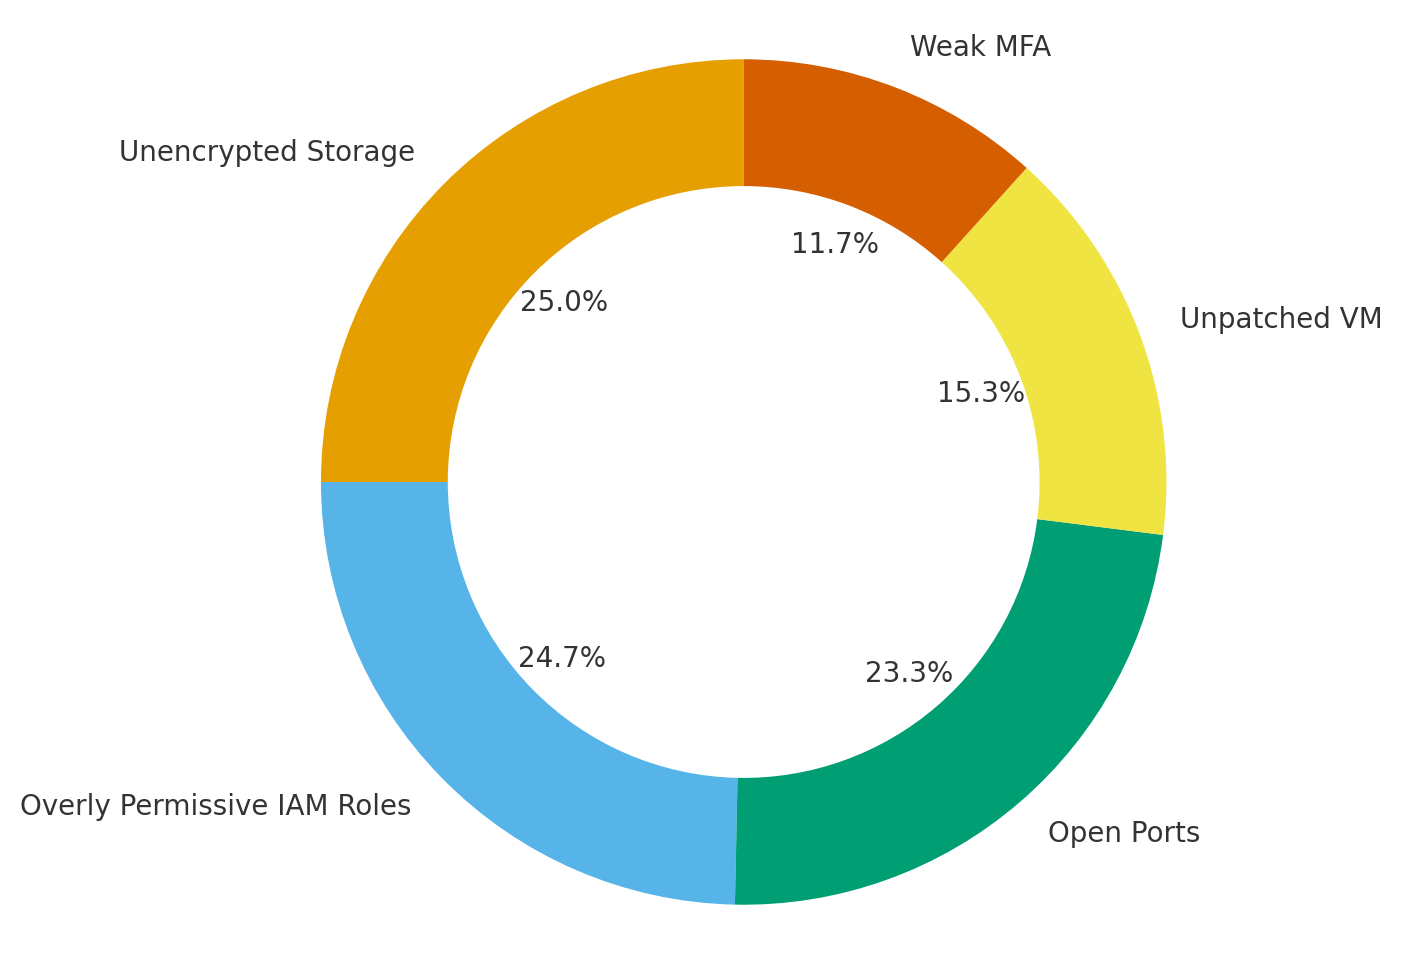 Weak MFA
Unencrypted Storage
11.7%
25.0%
Unpatched VM
15.3%
24.7%
23.3%
Overly Permissive IAM Roles
Open Ports